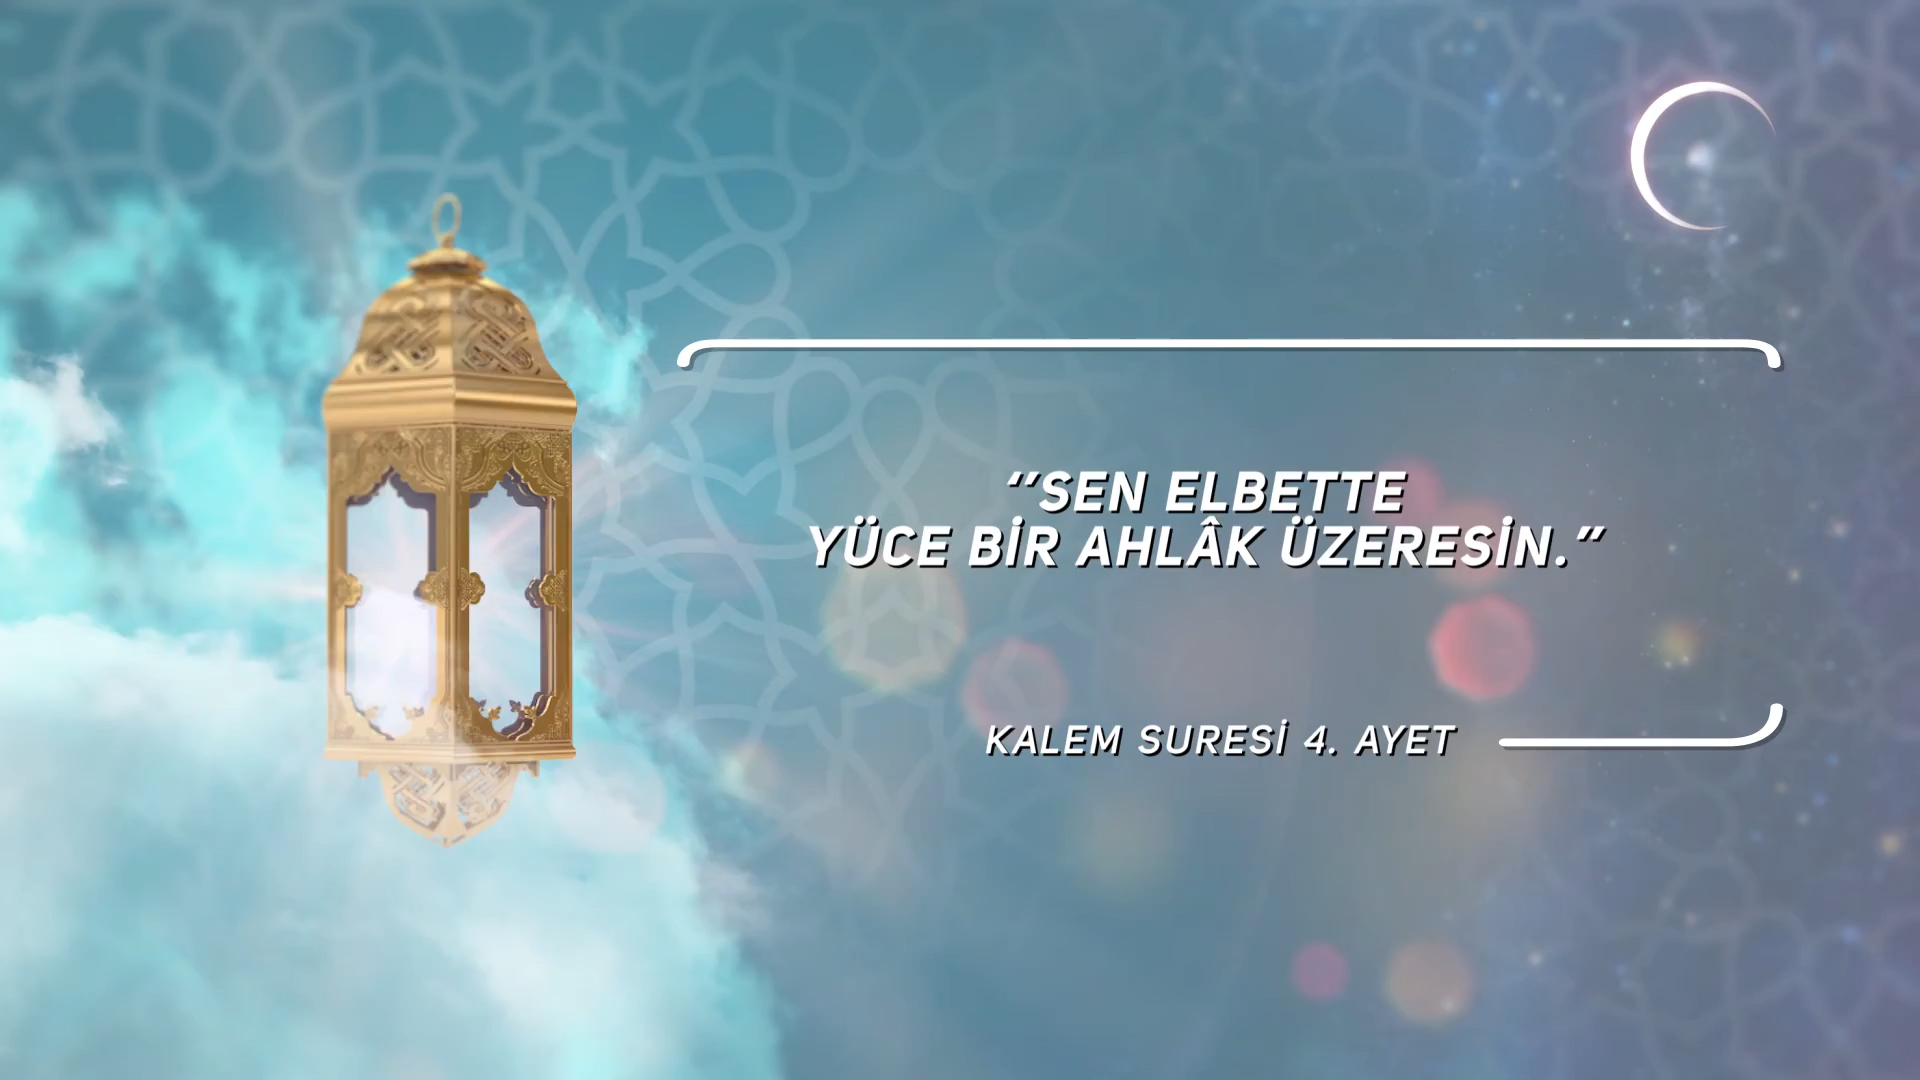 ‘’SEN ELBETTE
YÜCE BİR AHLÂK ÜZERESİN.”
KALEM SURESİ 4. AYET